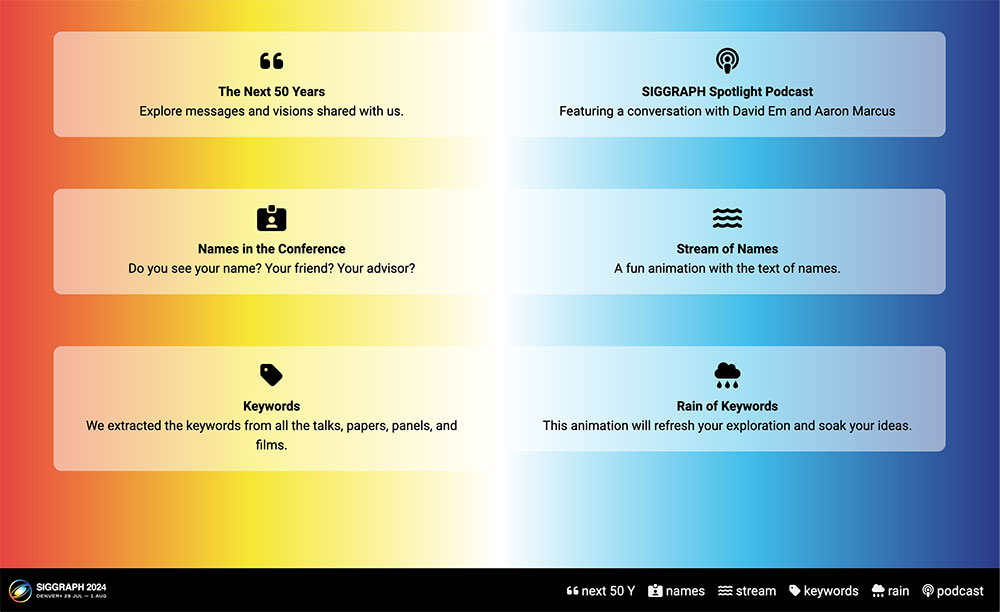 The Next 50 Years
Explore messages and visions shared with us.
SIGGRAPH Spotlight Podcast
Featuring a conversation with David Em and Aaron Marcus
Names in the Conference
Do you see your name? Your friend? Your advisor?
Stream of Names
A fun animation with the text of names.
Keywords
We extracted the keywords from all the talks, papers, panels, and
films.
Rain of Keywords
This animation will refresh your exploration and soak your ideas.
SIGGRAPH 2024
DENVER+ 28 JUL — 1 AUG
next 50 Y names stream keywords rain podcast